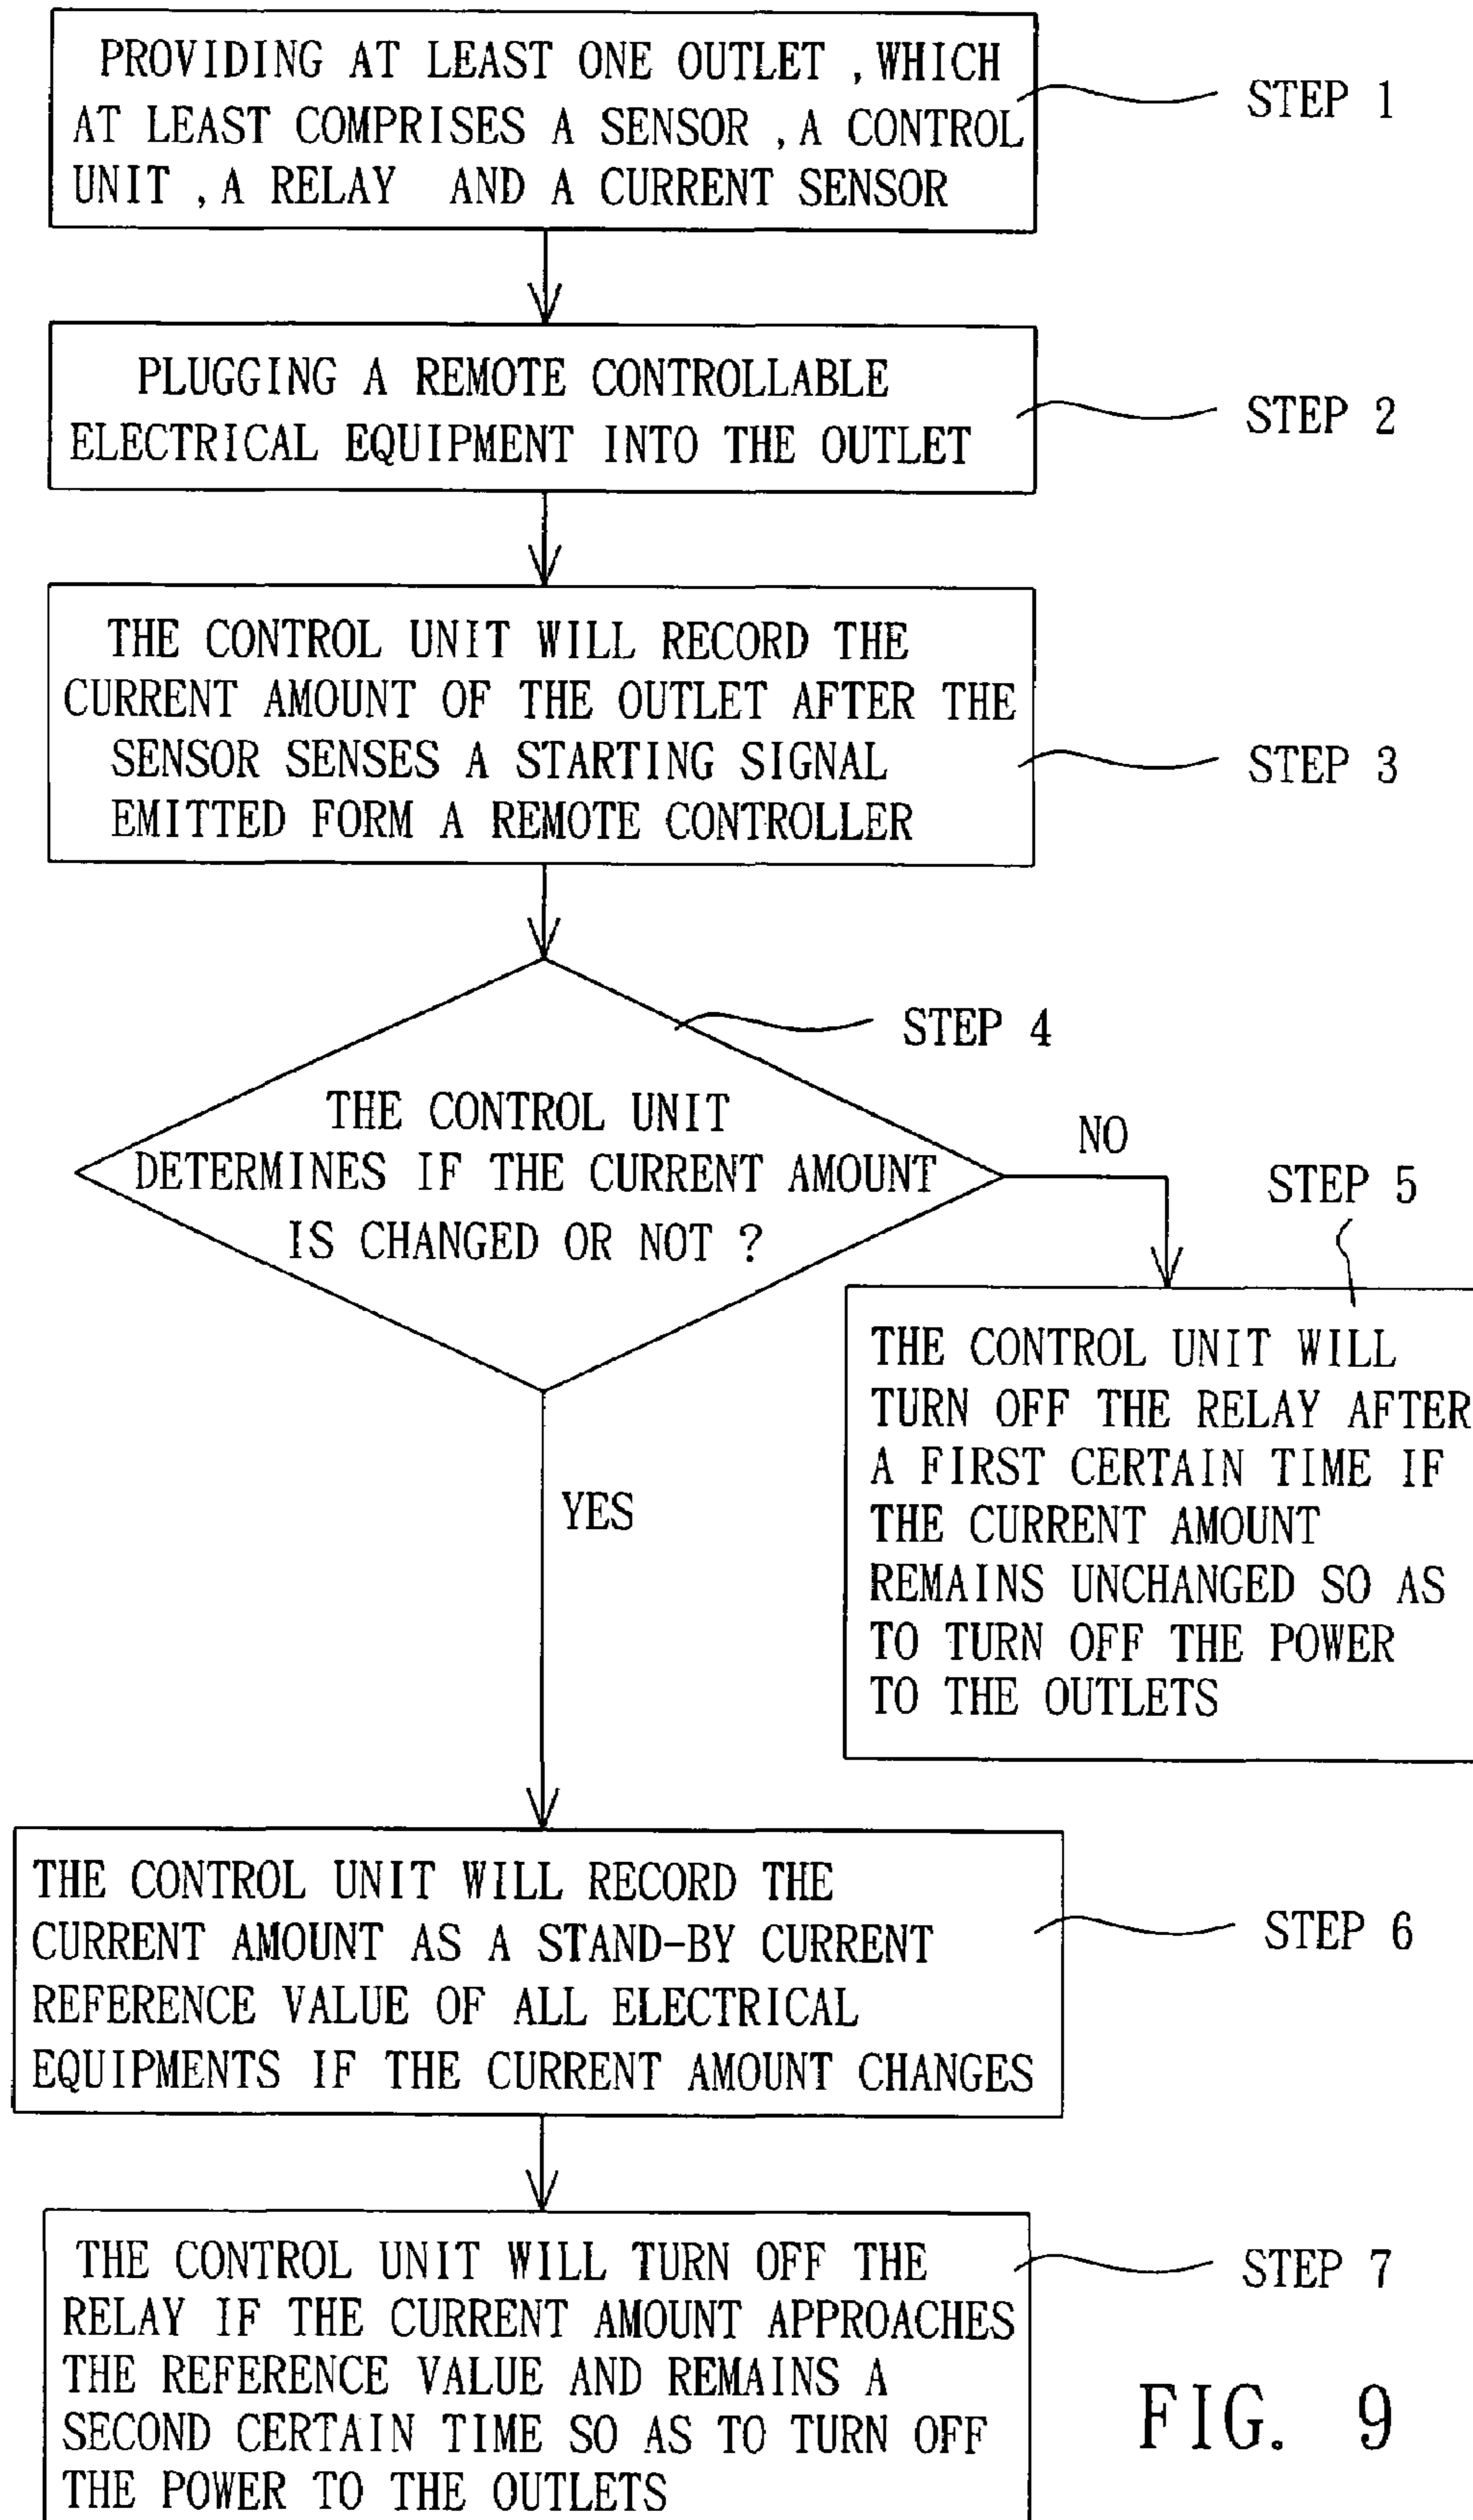 PROVIDING AT LEAST ONE OUTLET ,WHICH
AT LEAST COMPRISES A SENSOR ,A CONTROL
UNIT ,A RELAY AND A CURRENT SENSOR
STEP 1
PLUGGING A REMOTE CONTROLLABLE
ELECTRICAL EQUIPMENT INTO THE OUTLET
STEP 2
THE CONTROL UNIT WILL RECORD THE
CURRENT AMOUNT OF THE OUTLET AFTER THE
SENSOR SENSES A STARTING SIGNAL
EMITTED FORM A REMOTE CONTROLLER
STEP 3
STEP 4
THE CONTROL UNIT
DETERMINES IF THE CURRENT AMOUNT
IS CHANGED OR NOT ?
NO
STEP 5
THE CONTROL UNIT WILL
TURN OFF THE RELAY AFTER
A FIRST CERTAIN TIME IF
THE CURRENT AMOUNT
REMAINS UNCHANGED SO AS
TO TURN OFF THE POWER
TO THE OUTLETS
YES
THE CONTROL UNIT WILL RECORD THE
CURRENT AMOUNT AS A STAND-BY CURRENT
REFERENCE VALUE OF ALL ELECTRICAL
EQUIPMENTS IF THE CURRENT AMOUNT CHANGES
STEP 6
THE CONTROL UNIT WILL TURN OFF THE
RELAY IF THE CURRENT AMOUNT APPROACHES
THE REFERENCE VALUE AND REMAINS A
SECOND CERTAIN TIME SO AS TO TURN OFF
THE POWER TO THE OUTLETS
STEP 7
FIG. 9